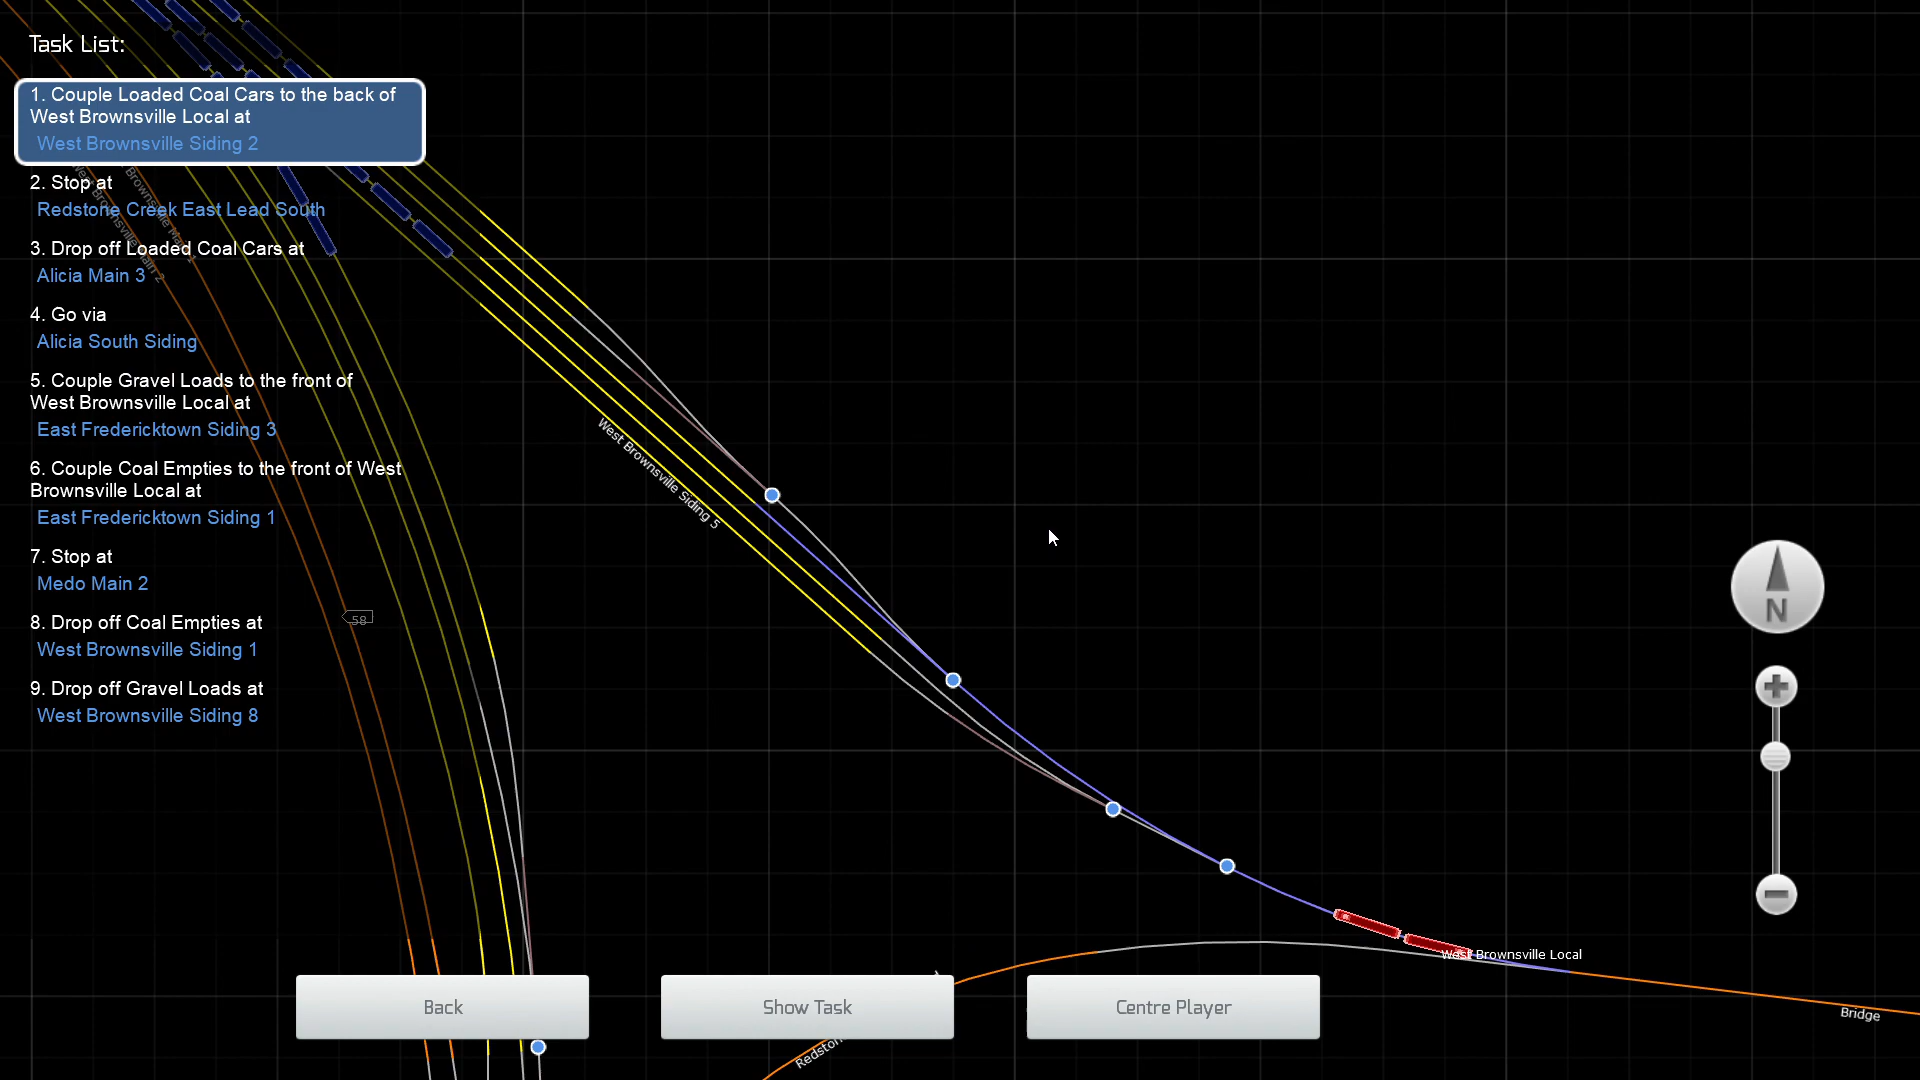 Task List:
1. Couple Loaded Coal Cars to the back of
West Brownsville Local at
West Brownsville Siding 2
2. Stop at
Redstone Creek East Lead South
3. Drop off Loaded Coal Cars at
Alicia Main 3
4. Go via
Alicia South Siding
5. Couple Gravel Loads to the front of
West Brownsville Local at
East Fredericktown Siding 3
6. Couple Coal Empties to the front of West
Brownsville Local at
East Fredericktown Siding 1
7. Stop at
Medo Main 2
8. Drop off Coal Empties at
West Brownsville Siding 1
9. Drop off Gravel Loads at
West Brownsville Siding 8
58
West Brownsville Siding 5
N
West Brownsville Local
Bridge
Back
Show Task
Centre Player